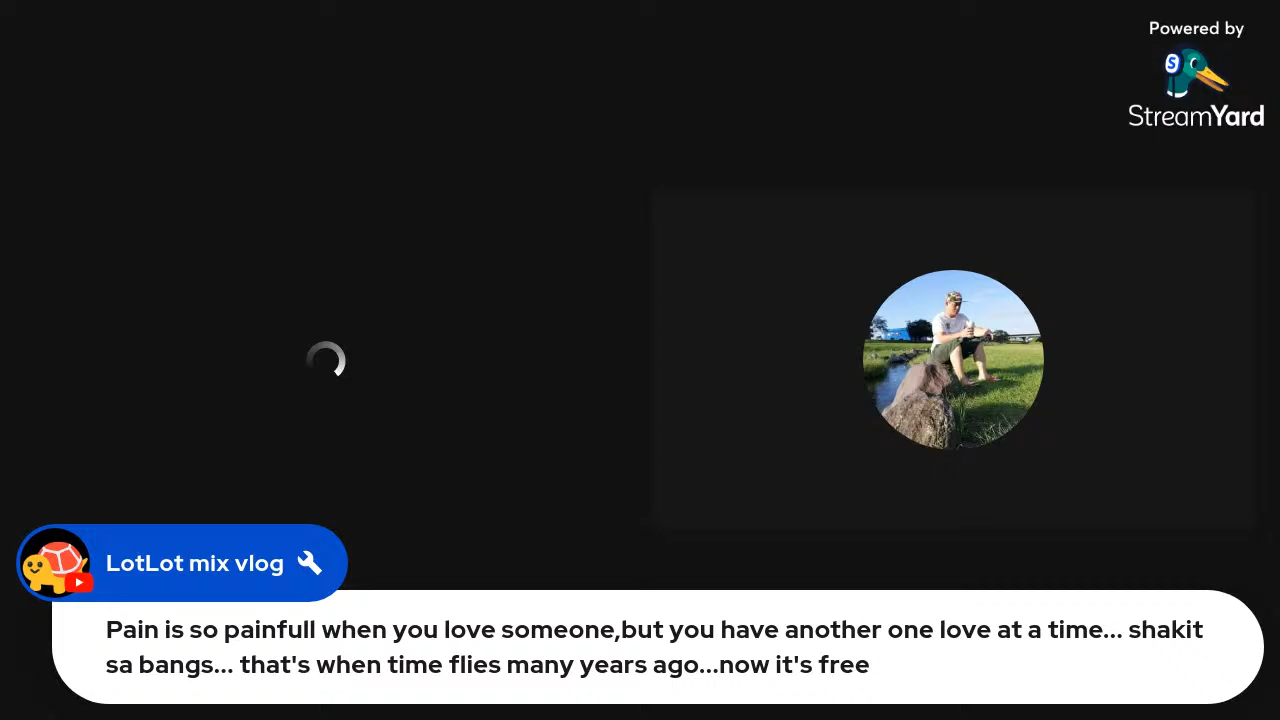 Powered by
S
StreamYard
LotLot mix vlog
Pain is so painfull when you love someone,but you have another one love at a time... shakit
sa bangs... that's when time flies many years ago...now it's free